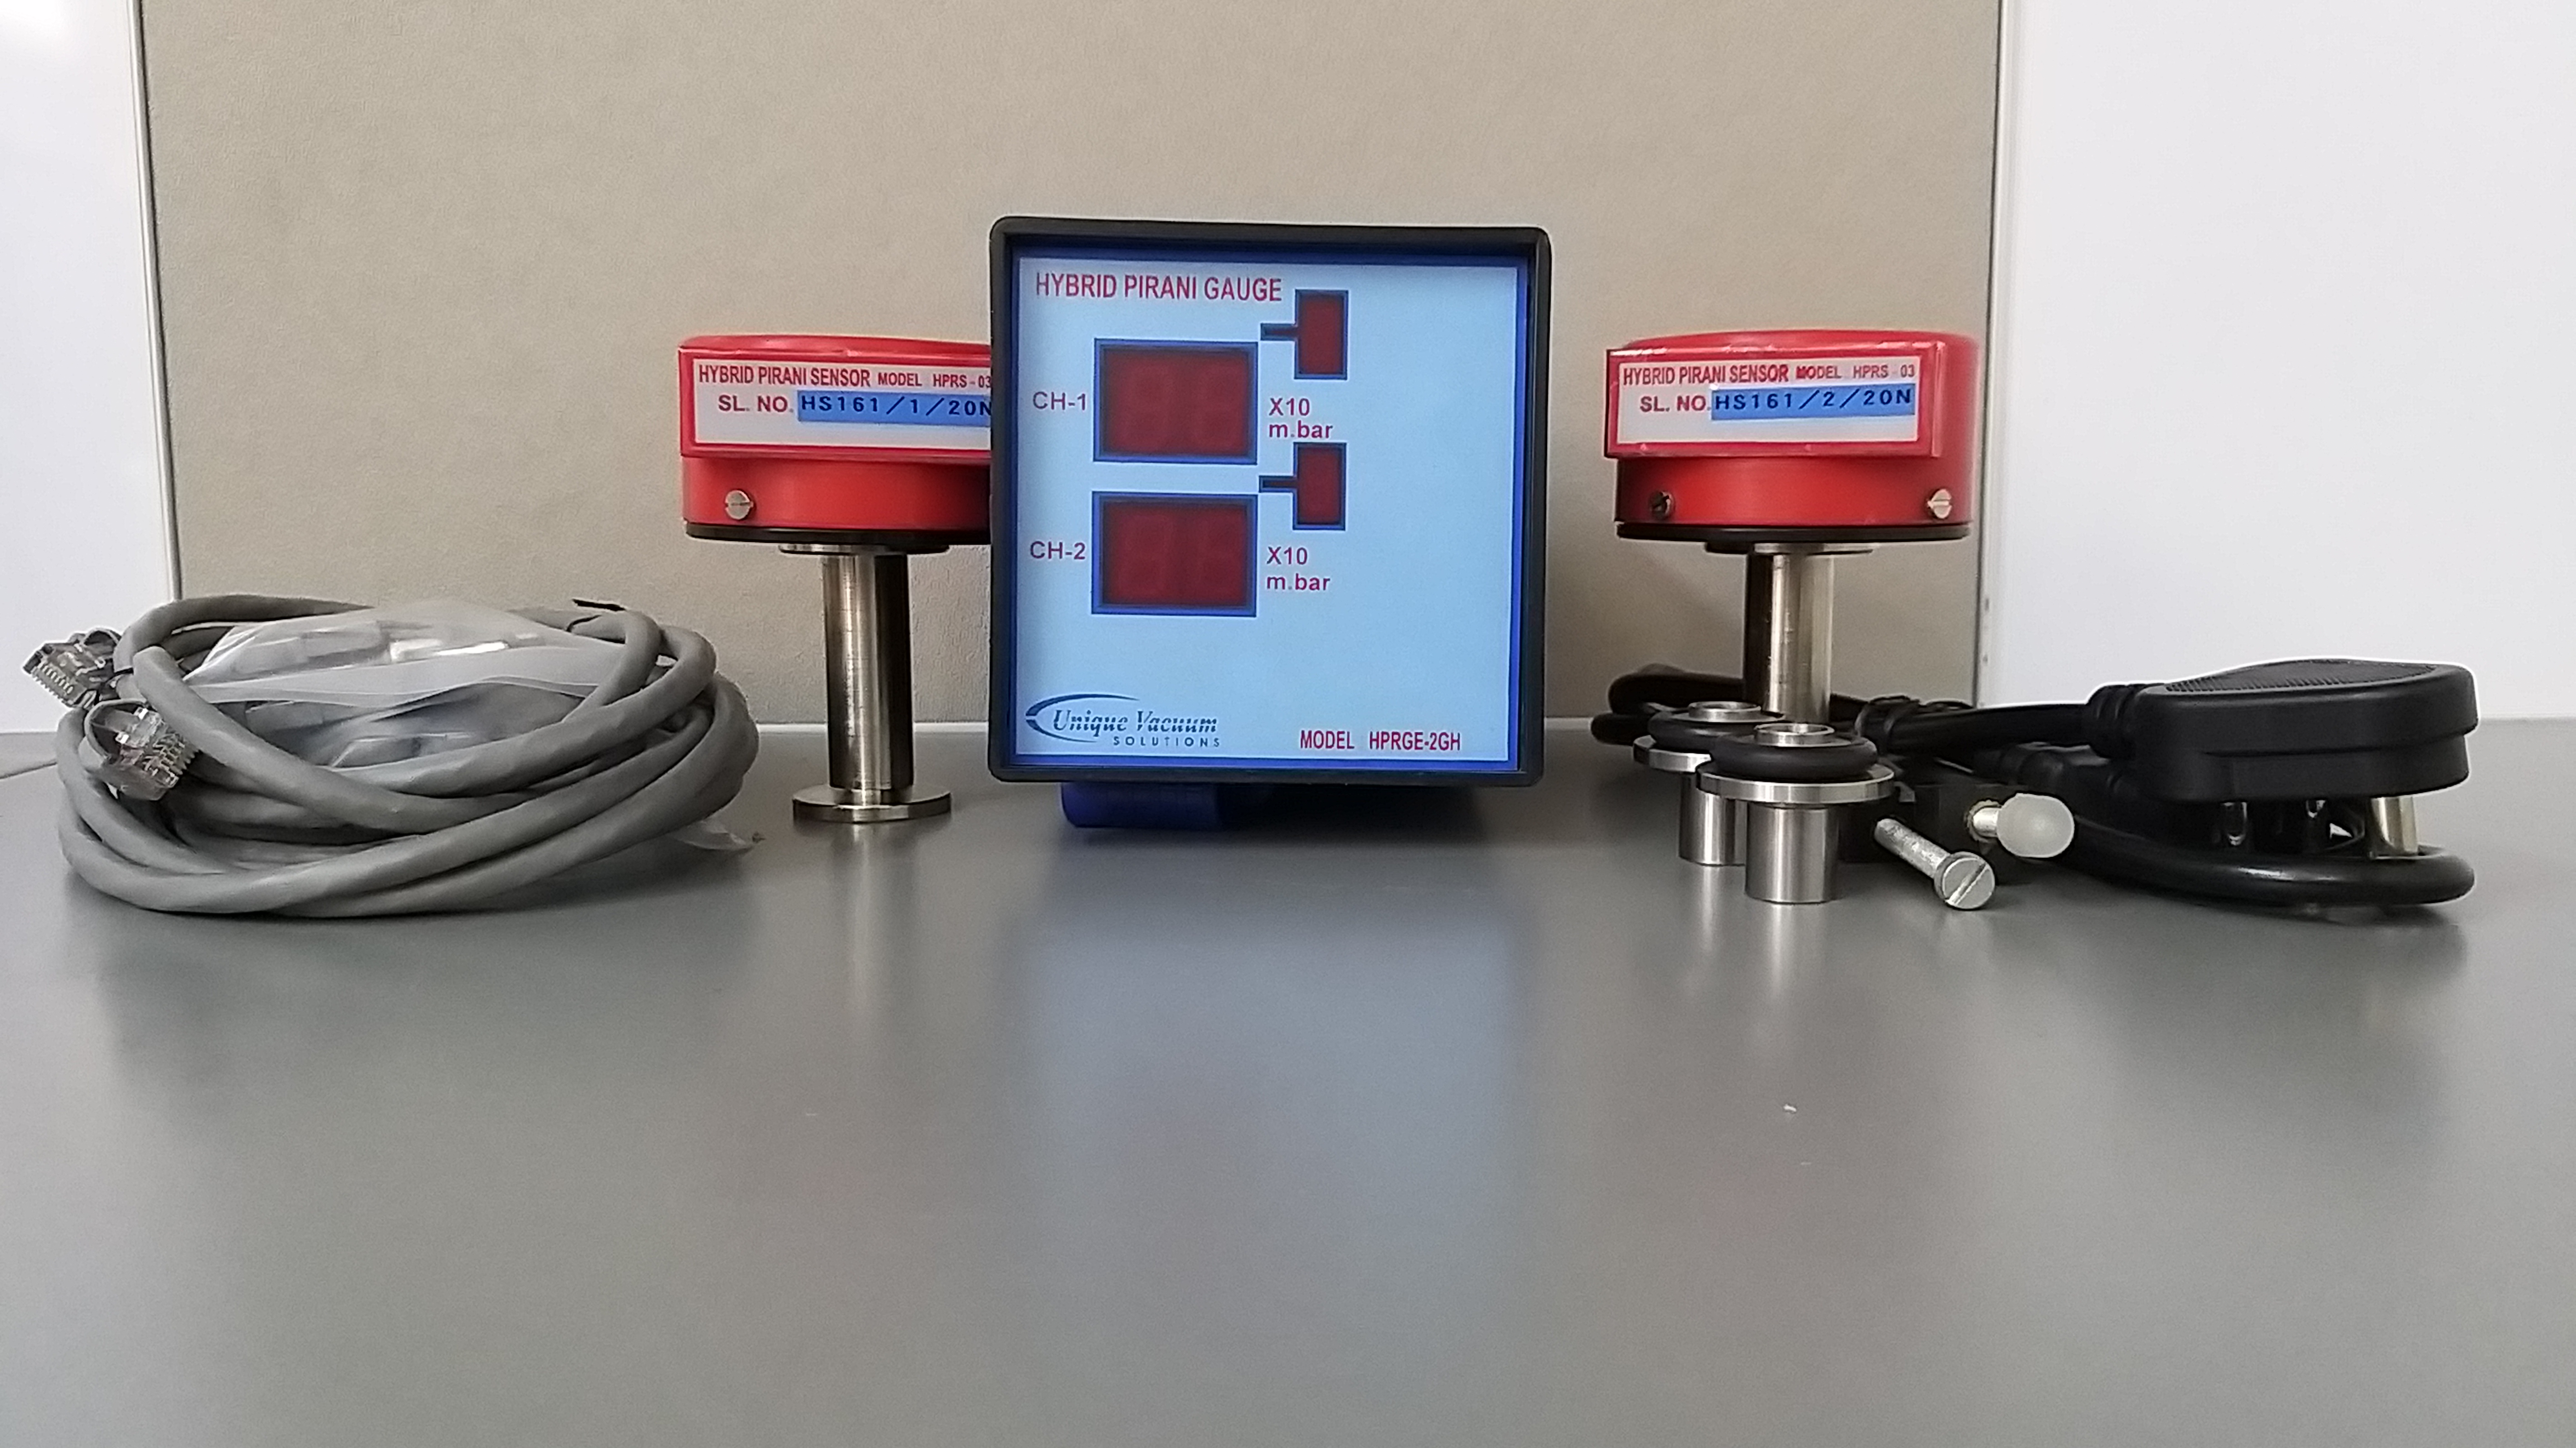 HYBRID PIRANI SENSOR MODEL HPRS-03
SL. NO. HS161/1/20N
HYBRID PIRANI GAUGE
CH-1
X10
m.bar
CH-2
X10
m.bar
Unique Vacuum
SOLUTIONS
MODEL HPRGE-2GH
HYBRID PIRANI SENSOR MODEL HPRS-03
SL. NO. HS161/2/20N